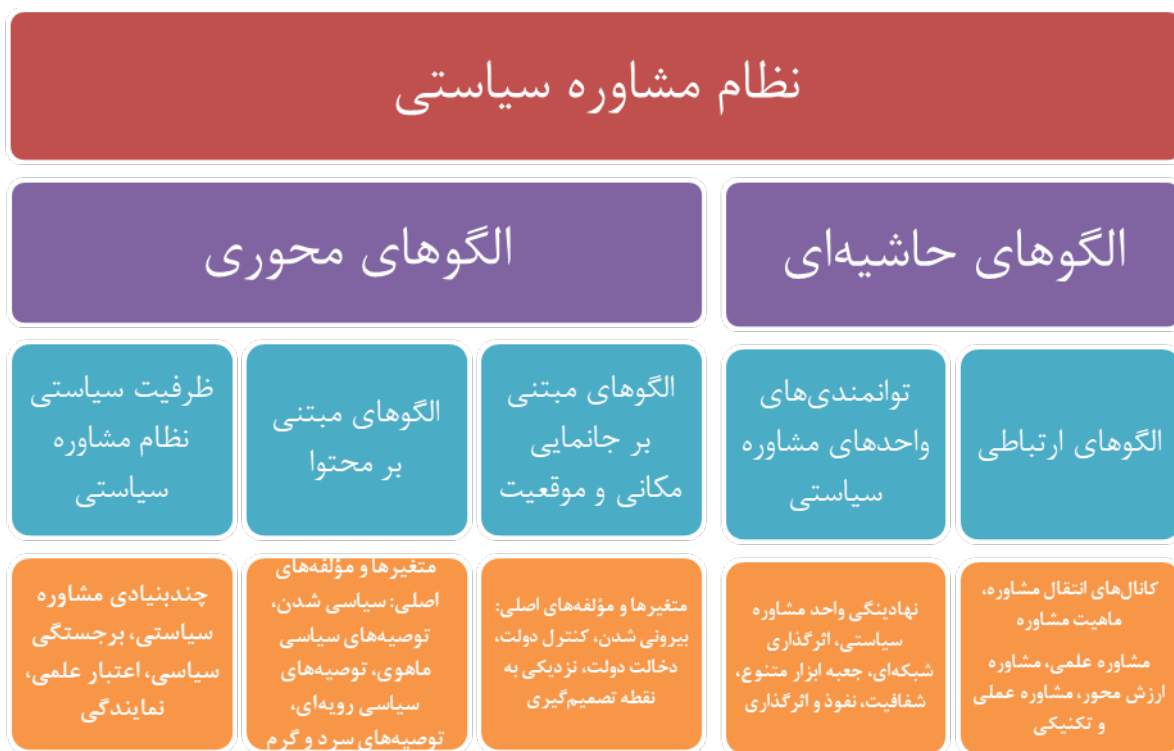 نظام مشاوره سیاستی
الگوهای حاشیه‌ای
الگوهای محوری
الگوهای ارتباطی
توانمندی‌های
واحدهای مشاوره
سیاستی
الگوهای مبتنی
بر جانمایی
مکانی و موقعیت
الگوهای مبتنی
بر محتوا
ظرفیت سیاستی
نظام مشاوره
سیاستی
کانال‌های انتقال مشاوره،
ماهیت مشاوره
مشاوره علمی، مشاوره
ارزش محور، مشاوره عملی
و تکنیکی
نهادینگی واحد مشاوره
سیاستی، اثرگذاری
شبکه‌ای، جعبه ابزار متنوع،
شفافیت، نفوذ و اثرگذاری
متغیرها و مؤلفه‌های اصلی:
بیرونی شدن، کنترل دولت،
دخالت دولت، نزدیکی به
نقطه تصمیم‌گیری
متغیرها و مؤلفه‌های
اصلی: سیاسی شدن،
توصیه‌های سیاسی
ماهوی، توصیه‌های
سیاسی رویه‌ای،
توصیه‌های سرد و گرم
چندبنیادی مشاوره
سیاستی، برجستگی
سیاسی، اعتبار علمی،
نمایندگی